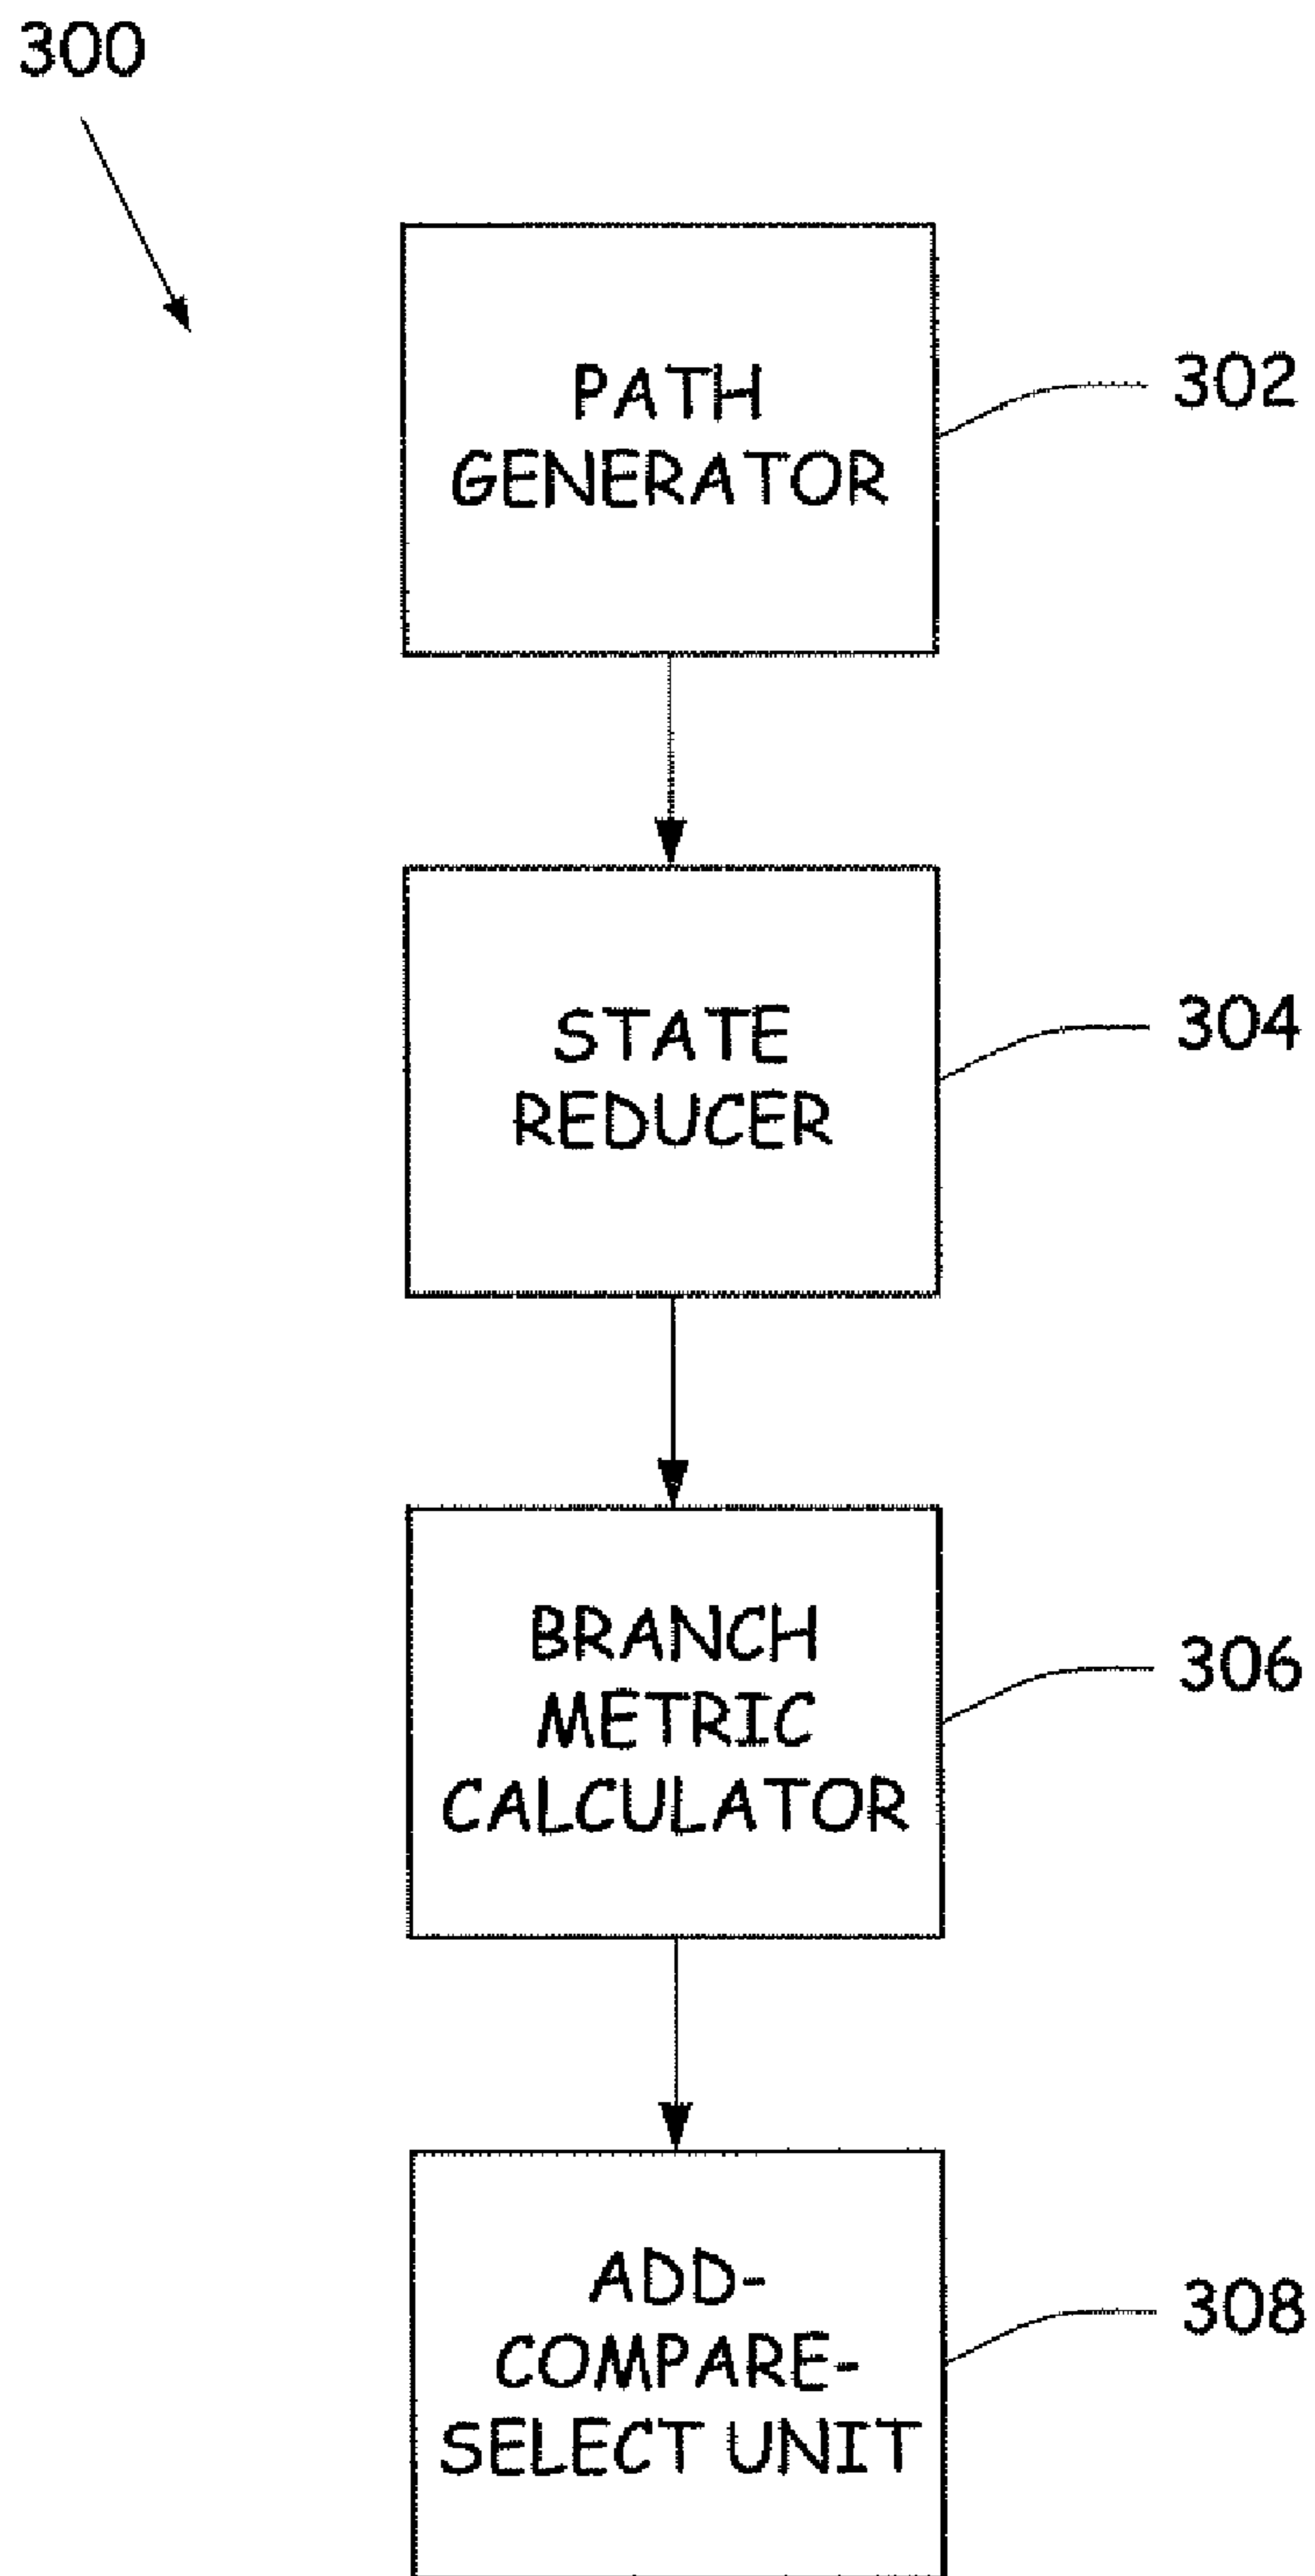 300
PATH
GENERATOR
302
STATE
REDUCER
304
BRANCH
METRIC
CALCULATOR
306
ADD-
COMPARE-
SELECT UNIT
308